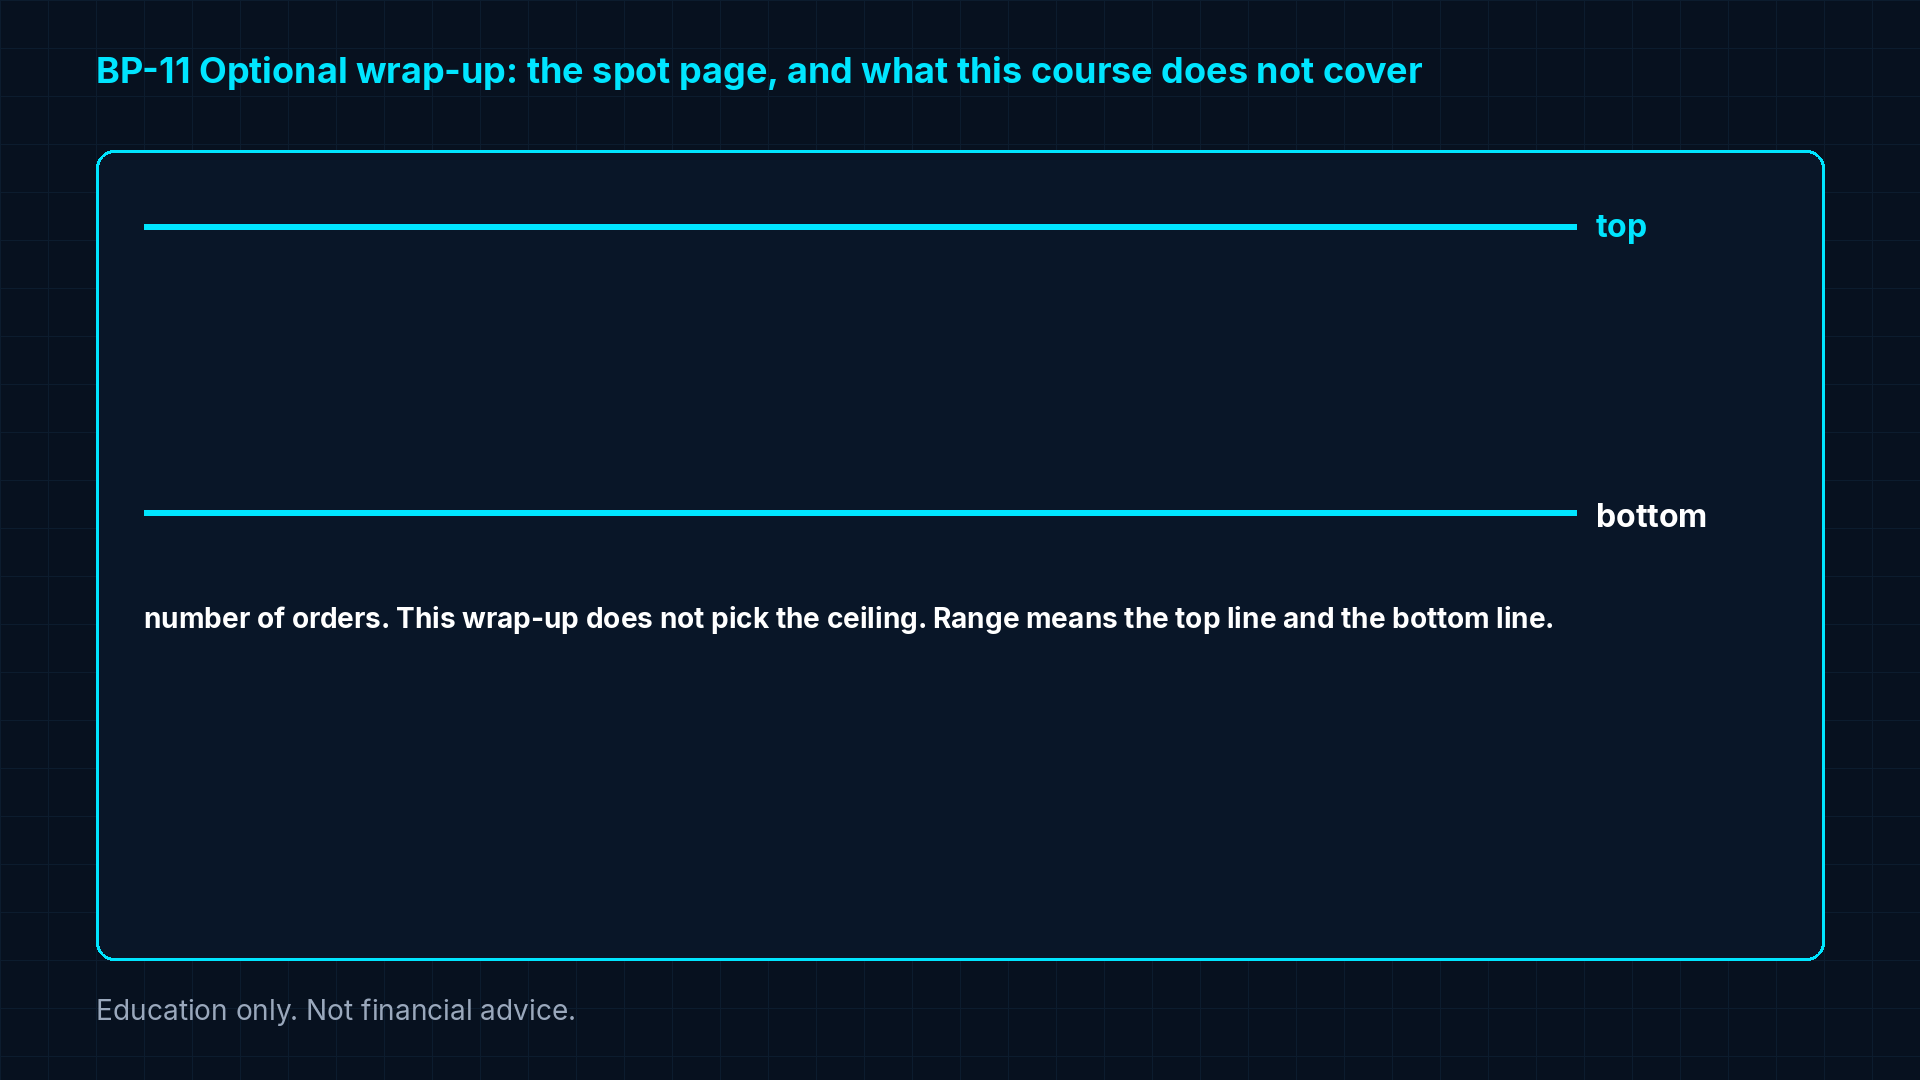 BP-11 Optional wrap-up: the spot page, and what this course does not cover
top
bottom
number of orders. This wrap-up does not pick the ceiling. Range means the top line and the bottom line.
Education only. Not financial advice.